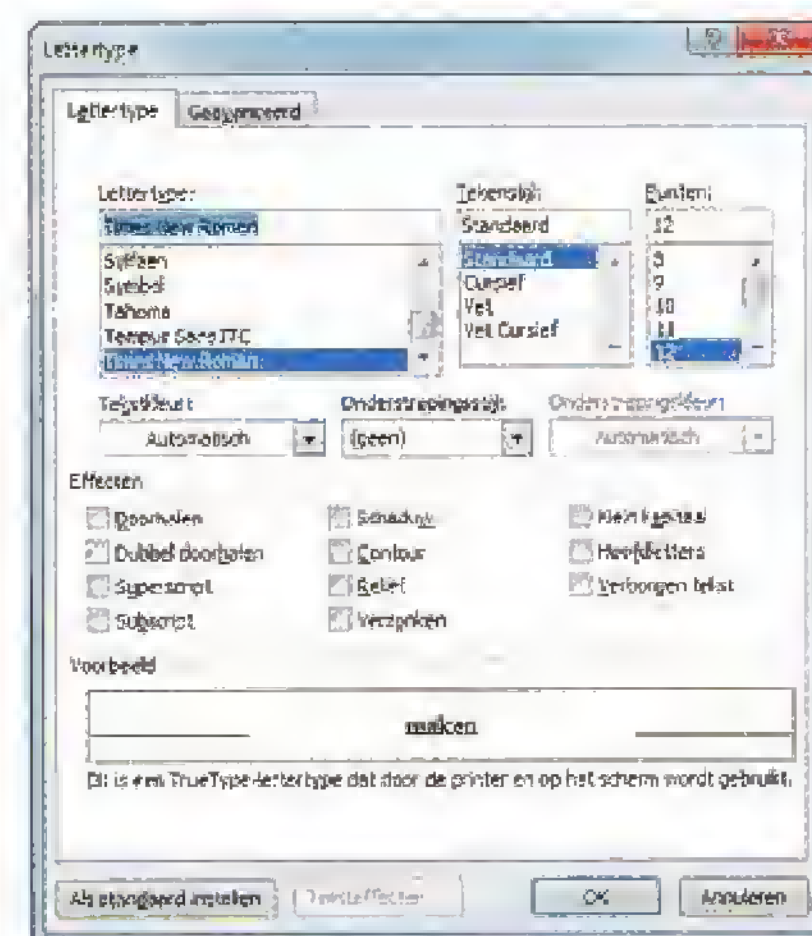 Lettertype
Lettertype Geavanceerd
Lettertype: Tekenstijl: Punten:
Times New Roman Standaard 12
Sylfaen Standaard 8
Symbol Cursief 9
Tahoma Vet 10
Tempus Sans ITC Vet Cursief 11
Times New Roman 12
Tekstkleur: Onderstrepingsstijl: Onderstrepingskleur:
Automatisch (geen) Automatisch
Effecten
Doorhalen Schaduw Klein kapitaal
Dubbel doorhalen Contour Hoofdletters
Superscript Reliëf Verborgen tekst
Subscript Verzonken
Voorbeeld
maken
Dit is een TrueType-lettertype dat door de printer en op het scherm wordt gebruikt.
Als standaard instellen Teksteffecten OK Annuleren